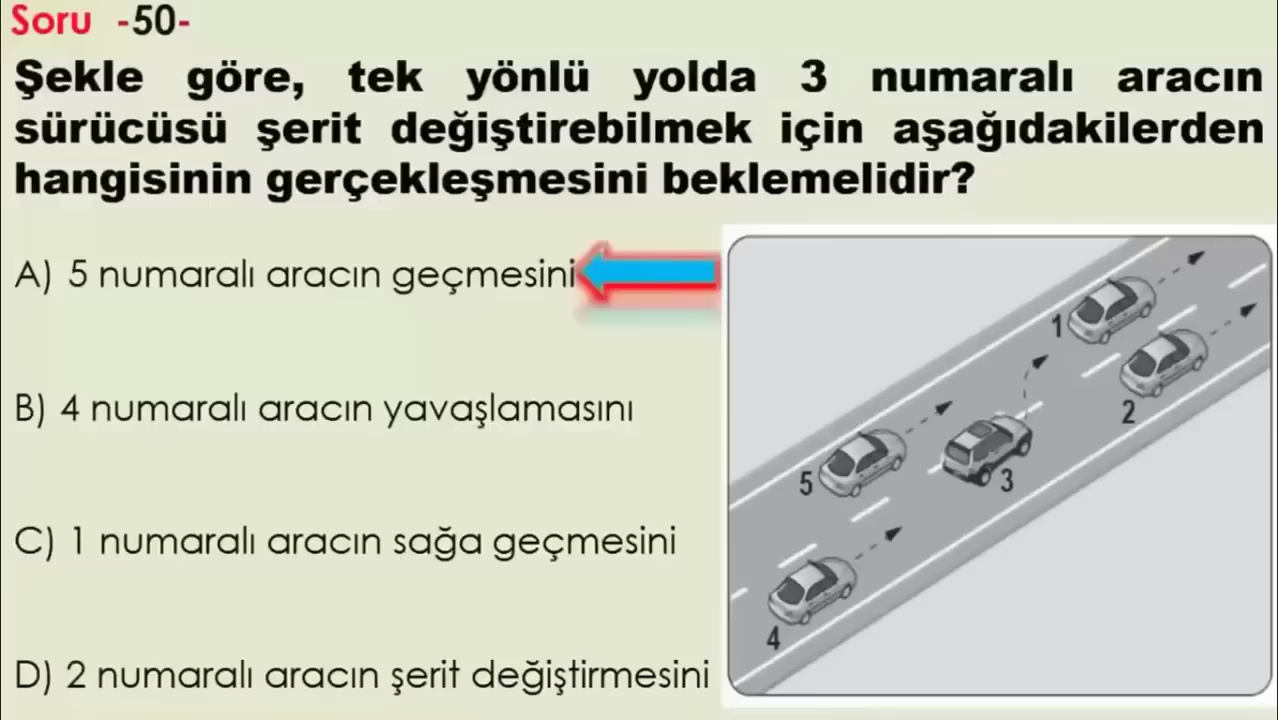 Soru -50-
Şekle göre, tek yönlü yolda 3 numaralı aracın
sürücüsü şerit değiştirebilmek için aşağıdakilerden
hangisinin gerçekleşmesini beklemelidir?
A) 5 numaralı aracın geçmesini
B) 4 numaralı aracın yavaşlamasını
C) 1 numaralı aracın sağa geçmesini
D) 2 numaralı aracın şerit değiştirmesini
1
2
5
3
4